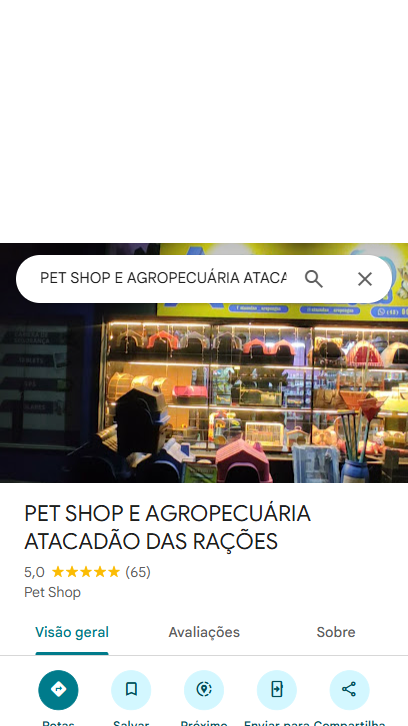 PET SHOP E AGROPECUÁRIA ATACA
PET SHOP E AGROPECUÁRIA
ATACADÃO DAS RAÇÕES
5,0 ★★★★★ (65)
Pet Shop
Visão geral Avaliações Sobre
Rotas Salvar Próximo Enviar para Compartilha